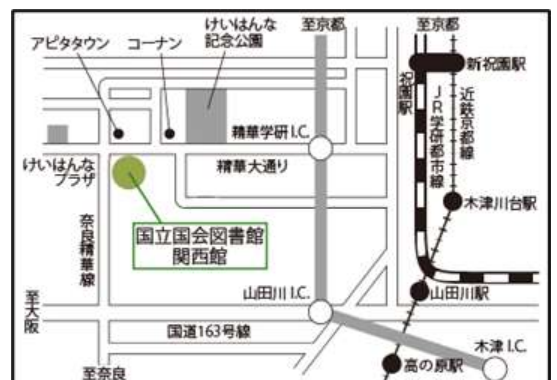 けいはんな
記念公園
至京都
至京都
アピタタウン
コーナン
新祝園駅
祝園駅
JR学研都市線
近鉄京都線
精華学研I.C.
けいはんな
プラザ
精華大通り
木津川台駅
国立国会図書館
関西館
奈良精華線
山田川I.C.
山田川駅
至大阪
国道163号線
木津I.C.
高の原駅
至奈良